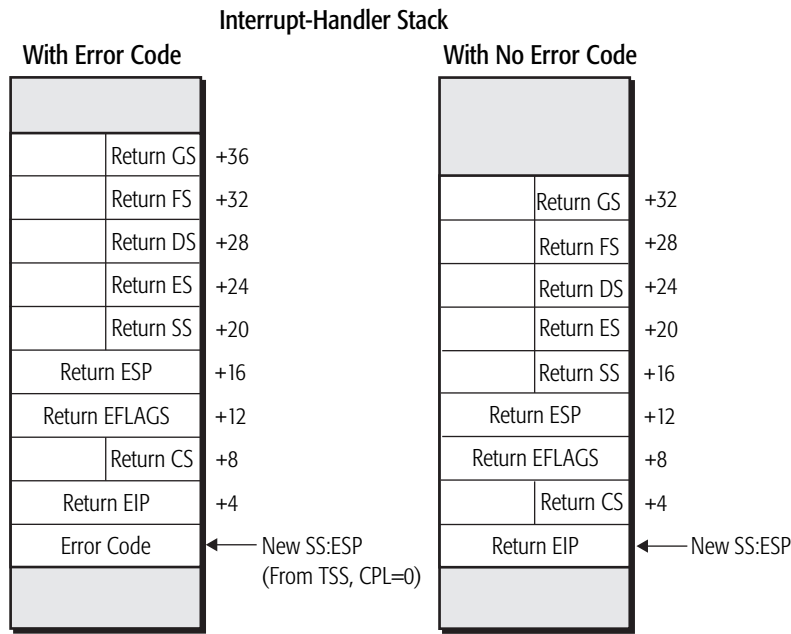 Interrupt-Handler Stack
With Error Code
Return GS +36
Return FS +32
Return DS +28
Return ES +24
Return SS +20
Return ESP +16
Return EFLAGS +12
Return CS +8
Return EIP +4
Error Code
New SS:ESP
(From TSS, CPL=0)
With No Error Code
Return GS +32
Return FS +28
Return DS +24
Return ES +20
Return SS +16
Return ESP +12
Return EFLAGS +8
Return CS +4
Return EIP
New SS:ESP